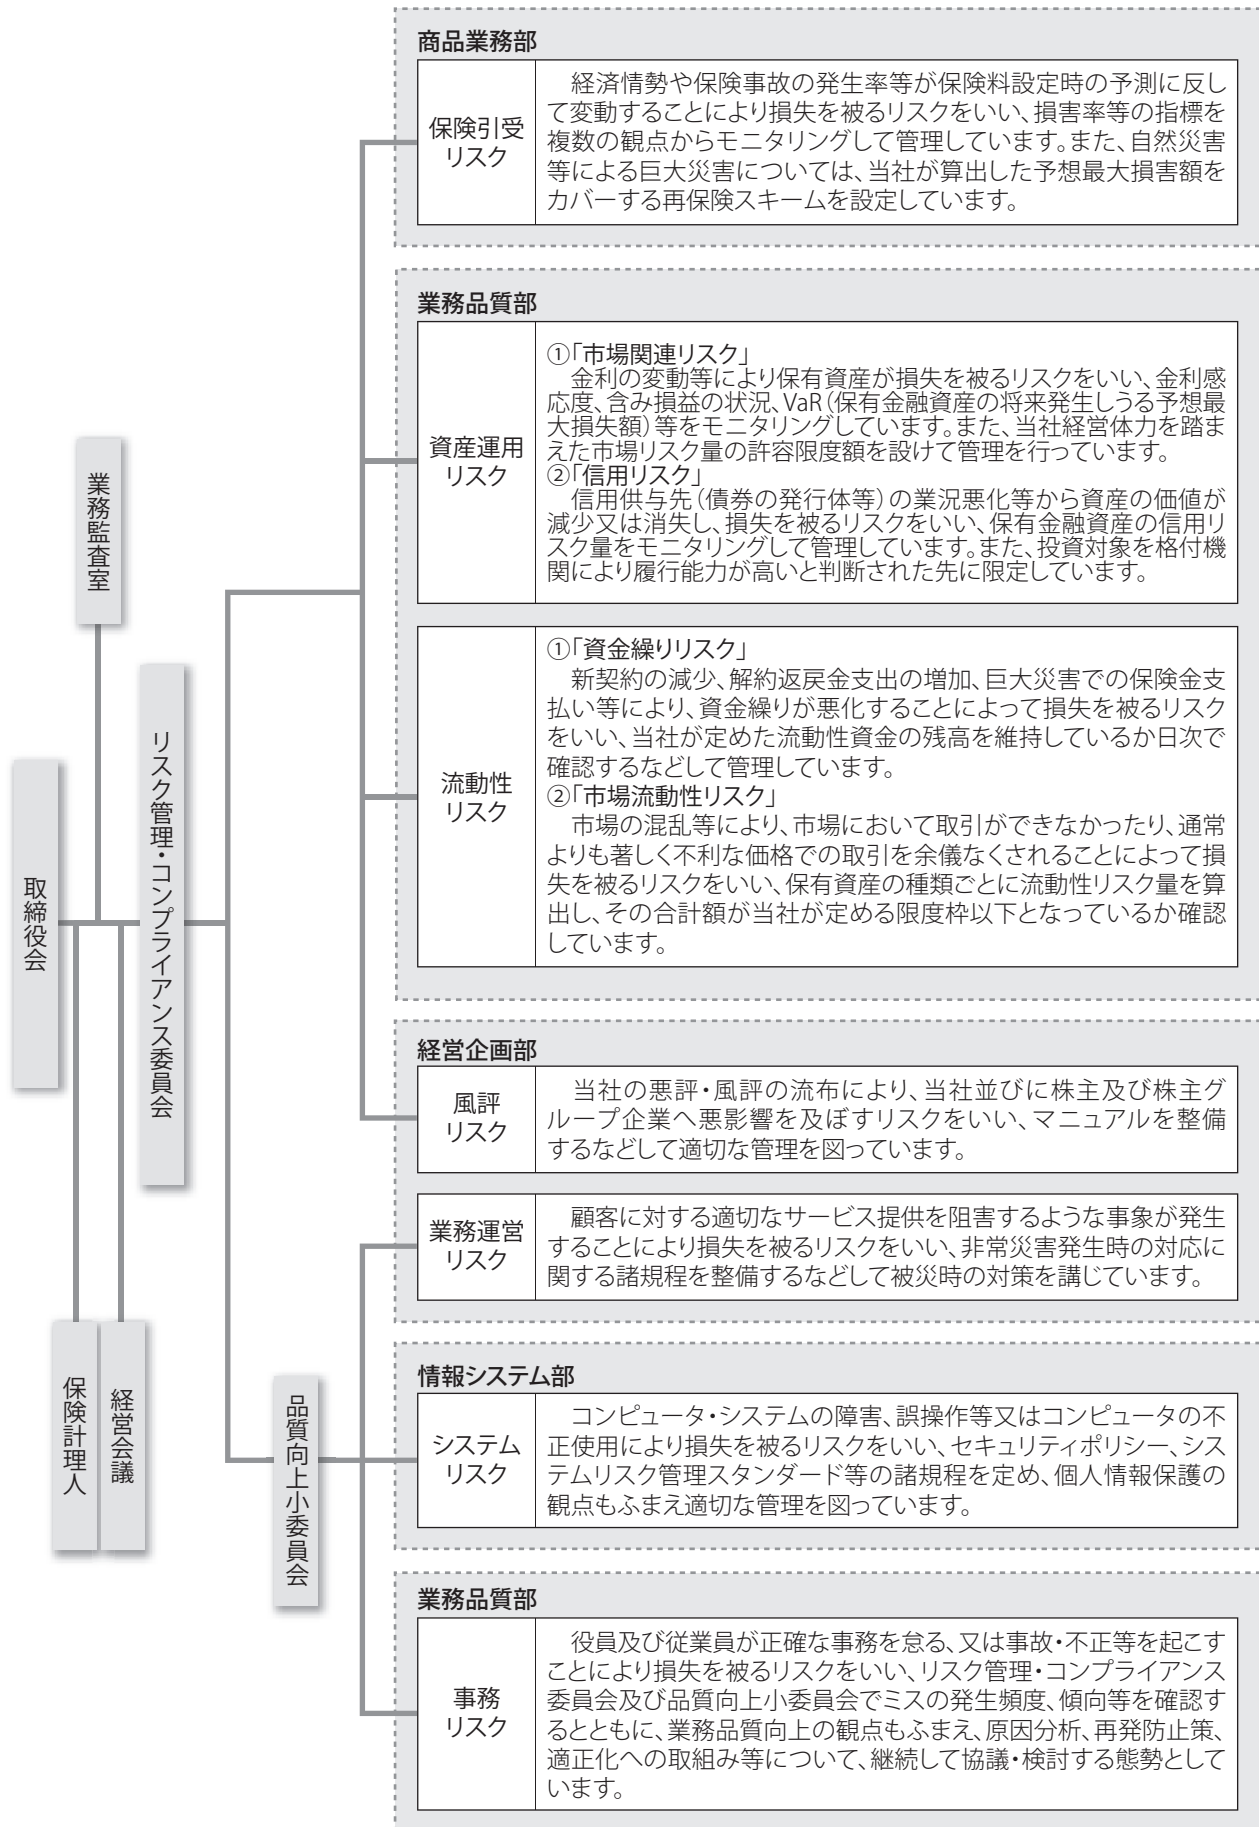 取締役会
業務監査室
保険計理人
経営会議
リスク管理・コンプライアンス委員会
品質向上小委員会
商品業務部
保険引受
リスク
経済情勢や保険事故の発生率等が保険料設定時の予測に反し
て変動することにより損失を被るリスクをいい、損害率等の指標を
複数の観点からモニタリングして管理しています。また、自然災害
等による巨大災害については、当社が算出した予想最大損害額を
カバーする再保険スキームを設定しています。
業務品質部
資産運用
リスク
①「市場関連リスク」
金利の変動等により保有資産が損失を被るリスクをいい、金利感
応度、含み損益の状況、VaR（保有金融資産の将来発生しうる予想最
大損失額）等をモニタリングしています。また、当社経営体力を踏ま
えた市場リスク量の許容限度額を設けて管理を行っています。
②「信用リスク」
信用供与先（債券の発行体等）の業況悪化等から資産の価値が
減少又は消失し、損失を被るリスクをいい、保有金融資産の信用リ
スク量をモニタリングして管理しています。また、投資対象を格付機
関により履行能力が高いと判断された先に限定しています。
流動性
リスク
①「資金繰りリスク」
新契約の減少、解約返戻金支出の増加、巨大災害での保険金支
払い等により、資金繰りが悪化することによって損失を被るリスク
をいい、当社が定めた流動性資金の残高を維持しているか日次で
確認するなどして管理しています。
②「市場流動性リスク」
市場の混乱等により、市場において取引ができなかったり、通常
よりも著しく不利な価格での取引を余儀なくされることによって損
失を被るリスクをいい、保有資産の種類ごとに流動性リスク量を算
出し、その合計額が当社が定める限度枠以下となっているか確認
しています。
経営企画部
風評
リスク
当社の悪評・風評の流布により、当社並びに株主及び株主グ
ループ企業へ悪影響を及ぼすリスクをいい、マニュアルを整備
するなどして適切な管理を図っています。
業務運営
リスク
顧客に対する適切なサービス提供を阻害するような事象が発生
することにより損失を被るリスクをいい、非常災害発生時の対応に
関する諸規程を整備するなどして被災時の対策を講じています。
情報システム部
システム
リスク
コンピュータ・システムの障害、誤操作等又はコンピュータの不
正使用により損失を被るリスクをいい、セキュリティポリシー、シス
テムリスク管理スタンダード等の諸規程を定め、個人情報保護の
観点もふまえ適切な管理を図っています。
業務品質部
事務
リスク
役員及び従業員が正確な事務を怠る、又は事故・不正等を起こす
ことにより損失を被るリスクをいい、リスク管理・コンプライアンス
委員会及び品質向上小委員会でミスの発生頻度、傾向等を確認す
るとともに、業務品質向上の観点もふまえ、原因分析、再発防止策、
適正化への取組み等について、継続して協議・検討する態勢として
います。